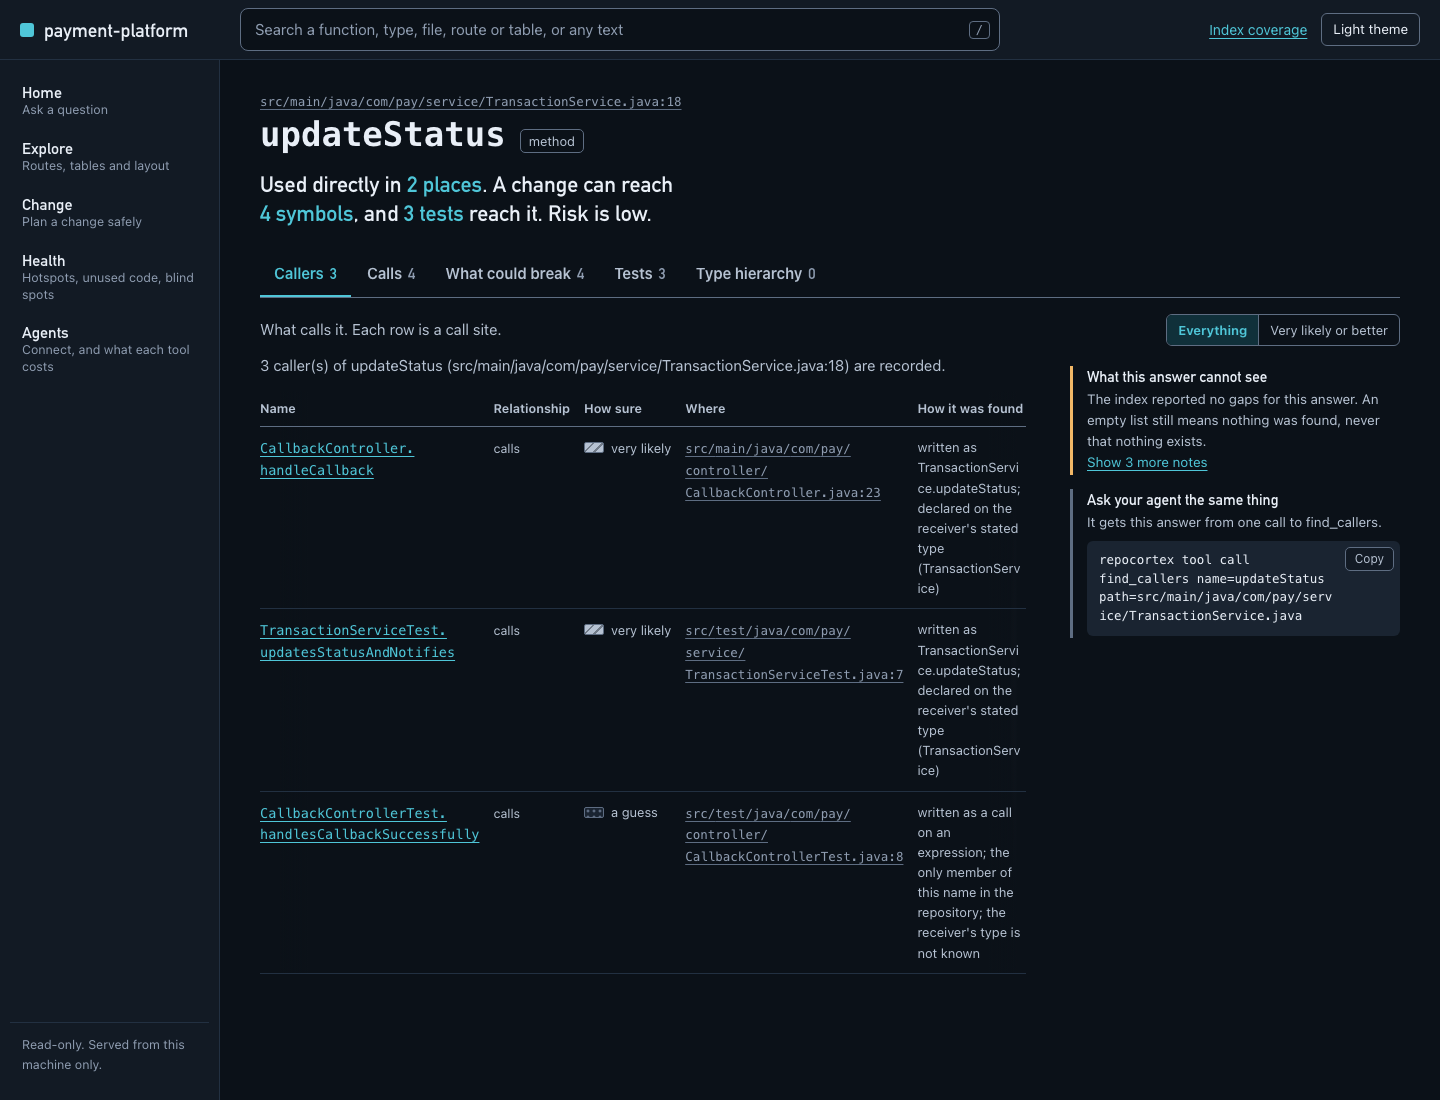 payment-platform
Search a function, type, file, route or table, or any text
/
Index coverage
Light theme
Home
Ask a question
Explore
Routes, tables and layout
Change
Plan a change safely
Health
Hotspots, unused code, blind
spots
Agents
Connect, and what each tool
costs
Read-only. Served from this
machine only.
src/main/java/com/pay/service/TransactionService.java:18
updateStatus method
Used directly in 2 places. A change can reach
4 symbols, and 3 tests reach it. Risk is low.
Callers 3 Calls 4 What could break 4 Tests 3 Type hierarchy 0
What calls it. Each row is a call site.
Everything Very likely or better
3 caller(s) of updateStatus (src/main/java/com/pay/service/TransactionService.java:18) are recorded.
Name Relationship How sure Where How it was found
CallbackController.
handleCallback
calls
very likely
src/main/java/com/pay/
controller/
CallbackController.java:23
written as
TransactionServi
ce.updateStatus;
declared on the
receiver's stated
type
(TransactionServ
ice)
TransactionServiceTest.
updatesStatusAndNotifies
calls
very likely
src/test/java/com/pay/
service/
TransactionServiceTest.java:7
written as
TransactionServi
ce.updateStatus;
declared on the
receiver's stated
type
(TransactionServ
ice)
CallbackControllerTest.
handlesCallbackSuccessfully
calls
a guess
src/test/java/com/pay/
controller/
CallbackControllerTest.java:8
written as a call
on an
expression; the
only member of
this name in the
repository; the
receiver's type is
not known
What this answer cannot see
The index reported no gaps for this answer. An
empty list still means nothing was found, never
that nothing exists.
Show 3 more notes
Ask your agent the same thing
It gets this answer from one call to find_callers.
repocortex tool call
find_callers name=updateStatus
path=src/main/java/com/pay/serv
ice/TransactionService.java
Copy